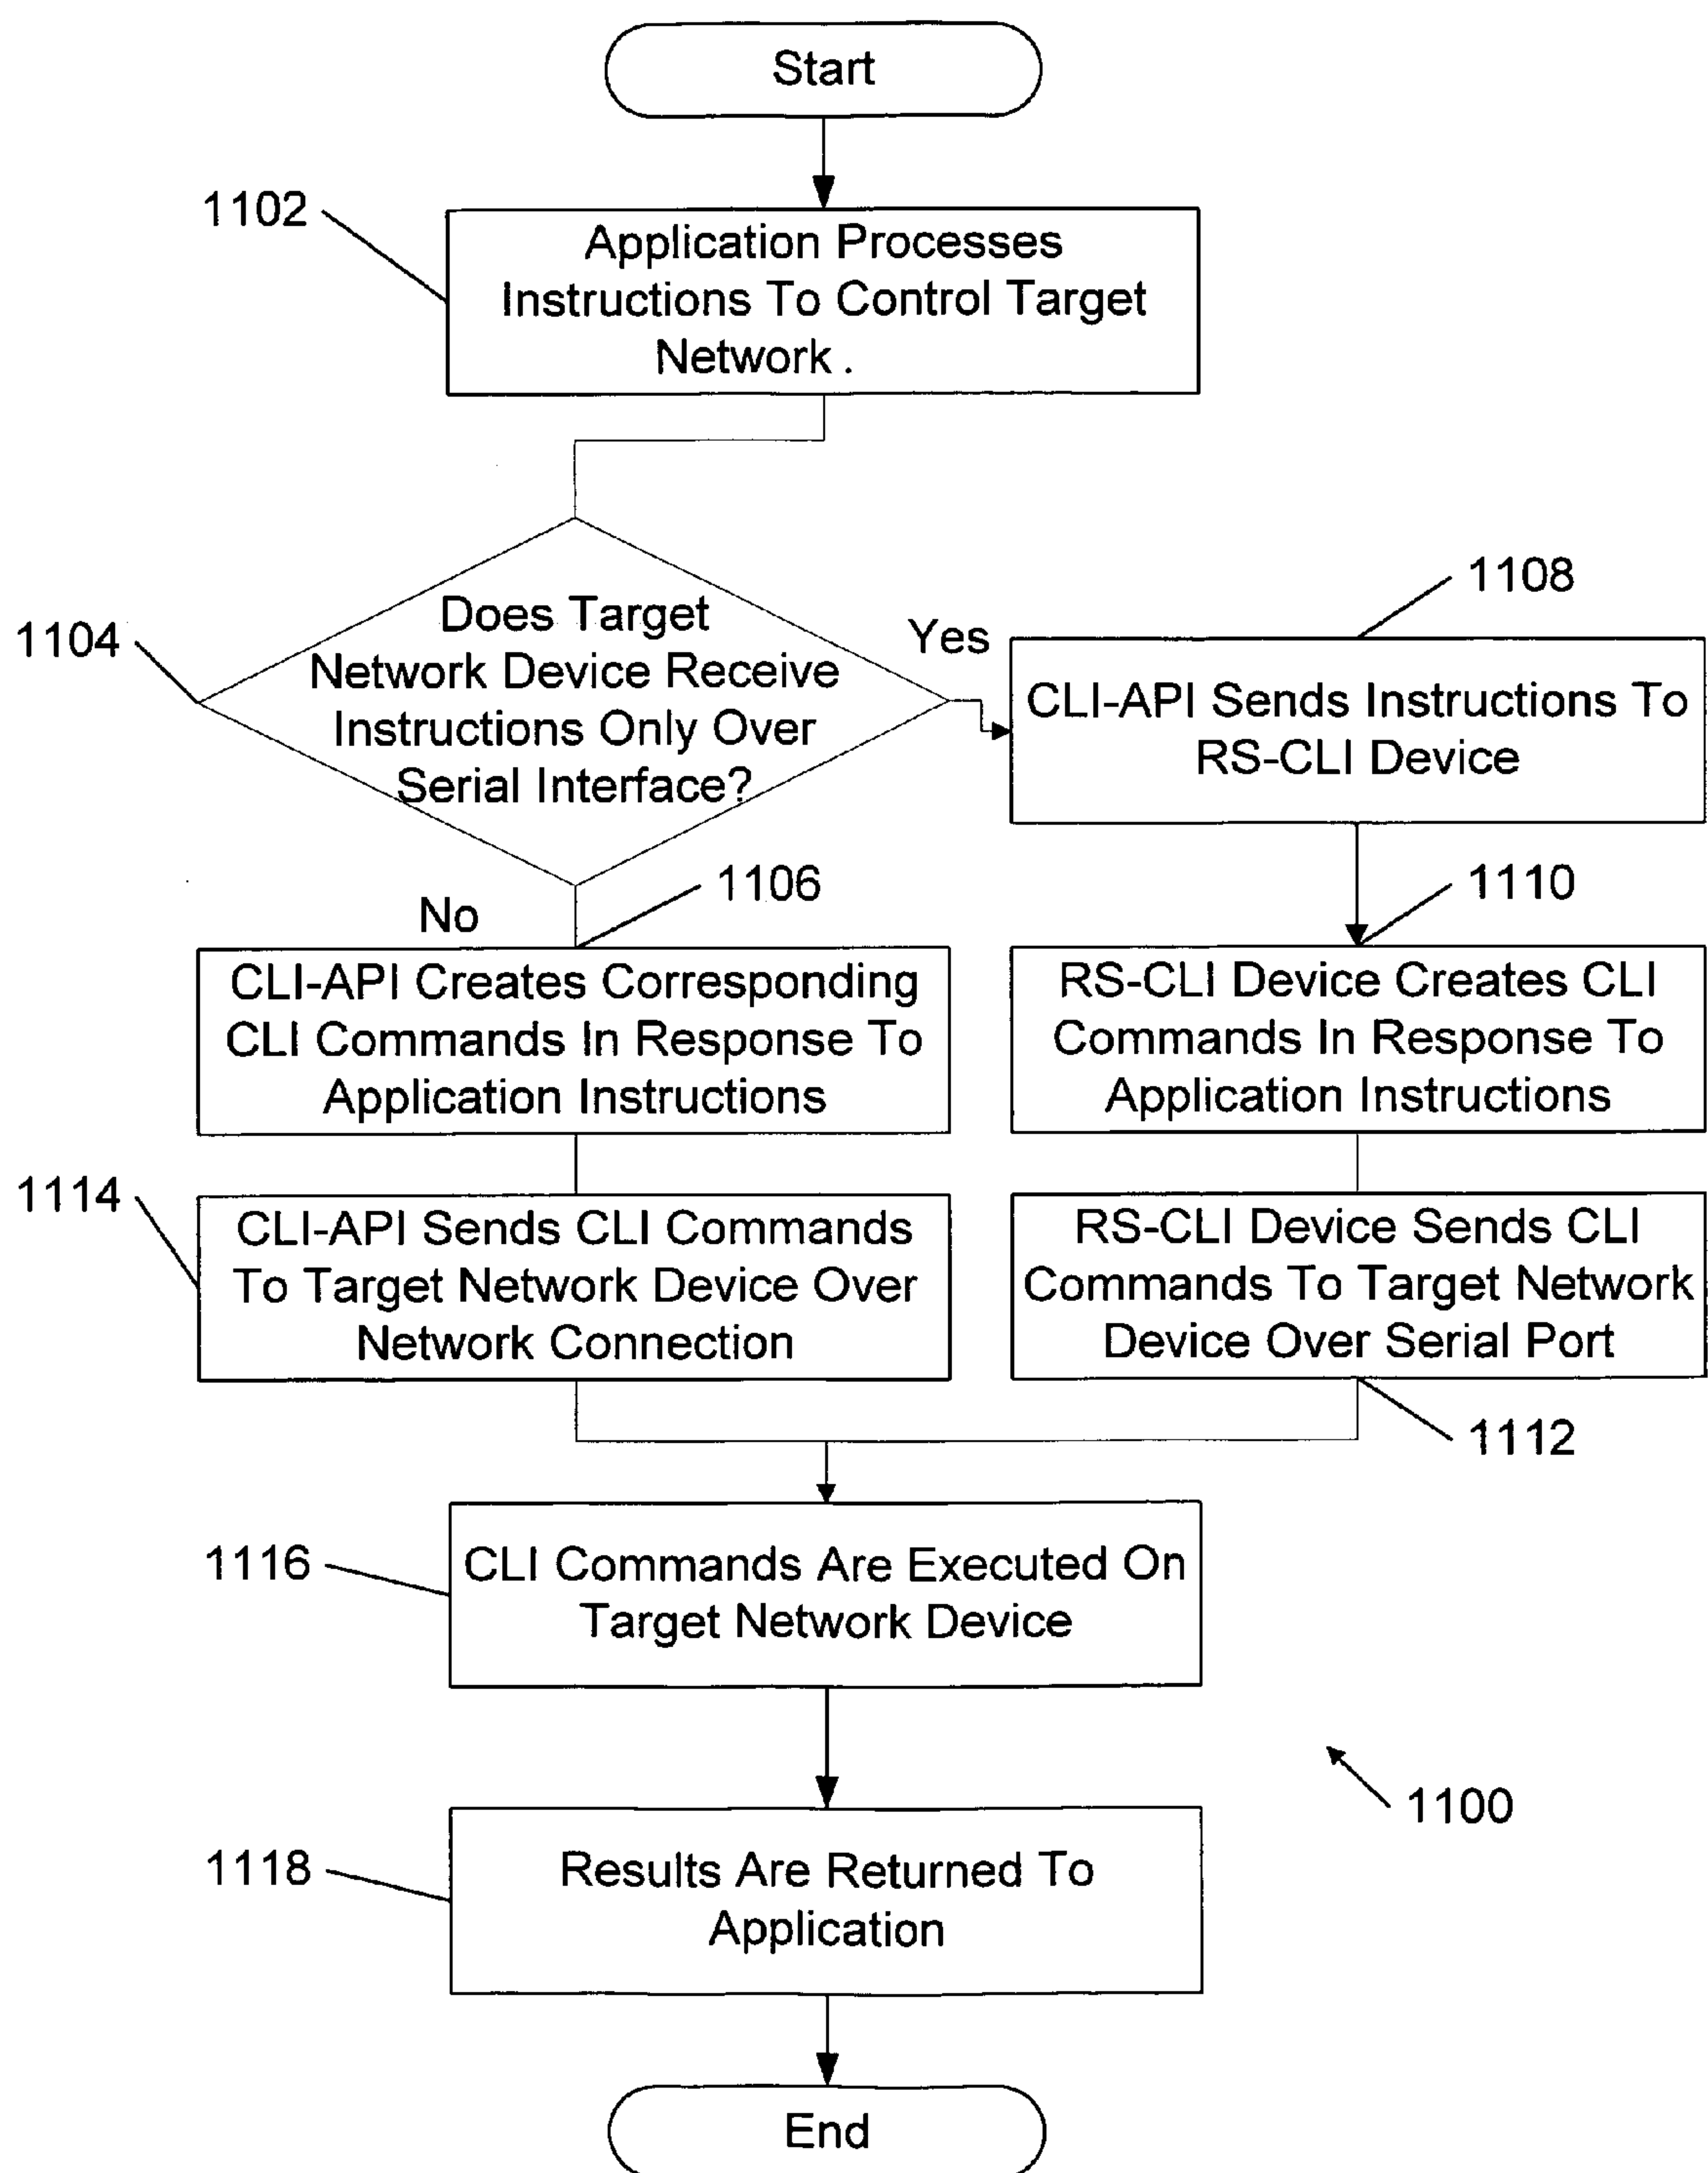 Start
1102
Application Processes
Instructions To Control Target
Network .
1104
Does Target
Network Device Receive
Instructions Only Over
Serial Interface?
Yes
1108
CLI-API Sends Instructions To
RS-CLI Device
No
1106
CLI-API Creates Corresponding
CLI Commands In Response To
Application Instructions
1110
RS-CLI Device Creates CLI
Commands In Response To
Application Instructions
1114
CLI-API Sends CLI Commands
To Target Network Device Over
Network Connection
RS-CLI Device Sends CLI
Commands To Target Network
Device Over Serial Port
1112
1116
CLI Commands Are Executed On
Target Network Device
1100
1118
Results Are Returned To
Application
End